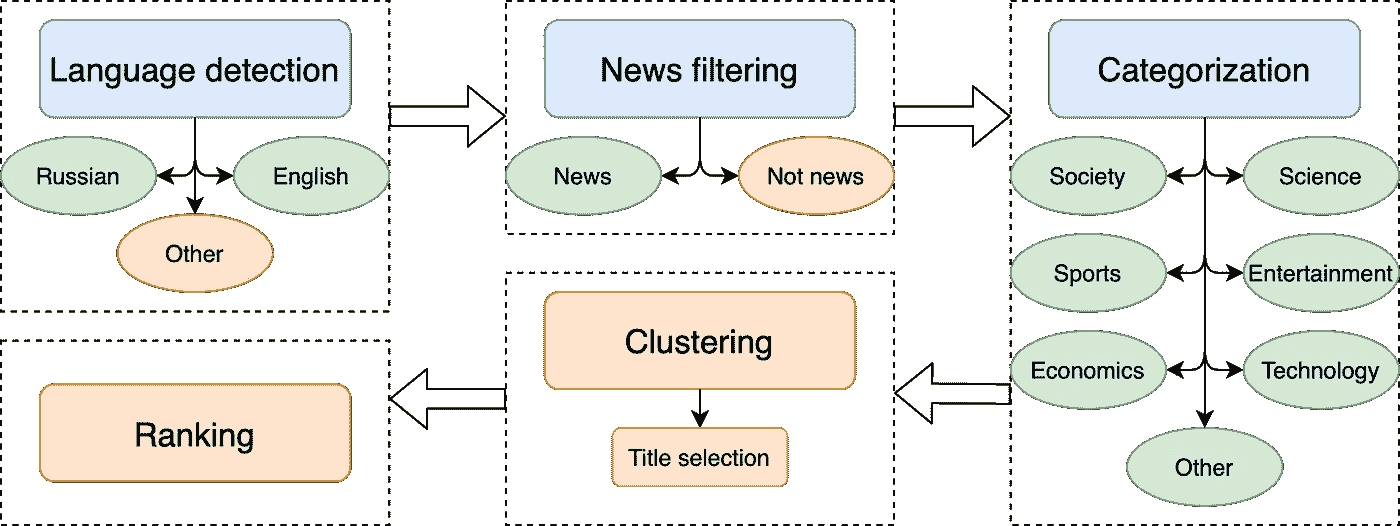 Language detection
Russian
English
Other
News filtering
News
Not news
Categorization
Society
Science
Sports
Entertainment
Economics
Technology
Other
Clustering
Title selection
Ranking